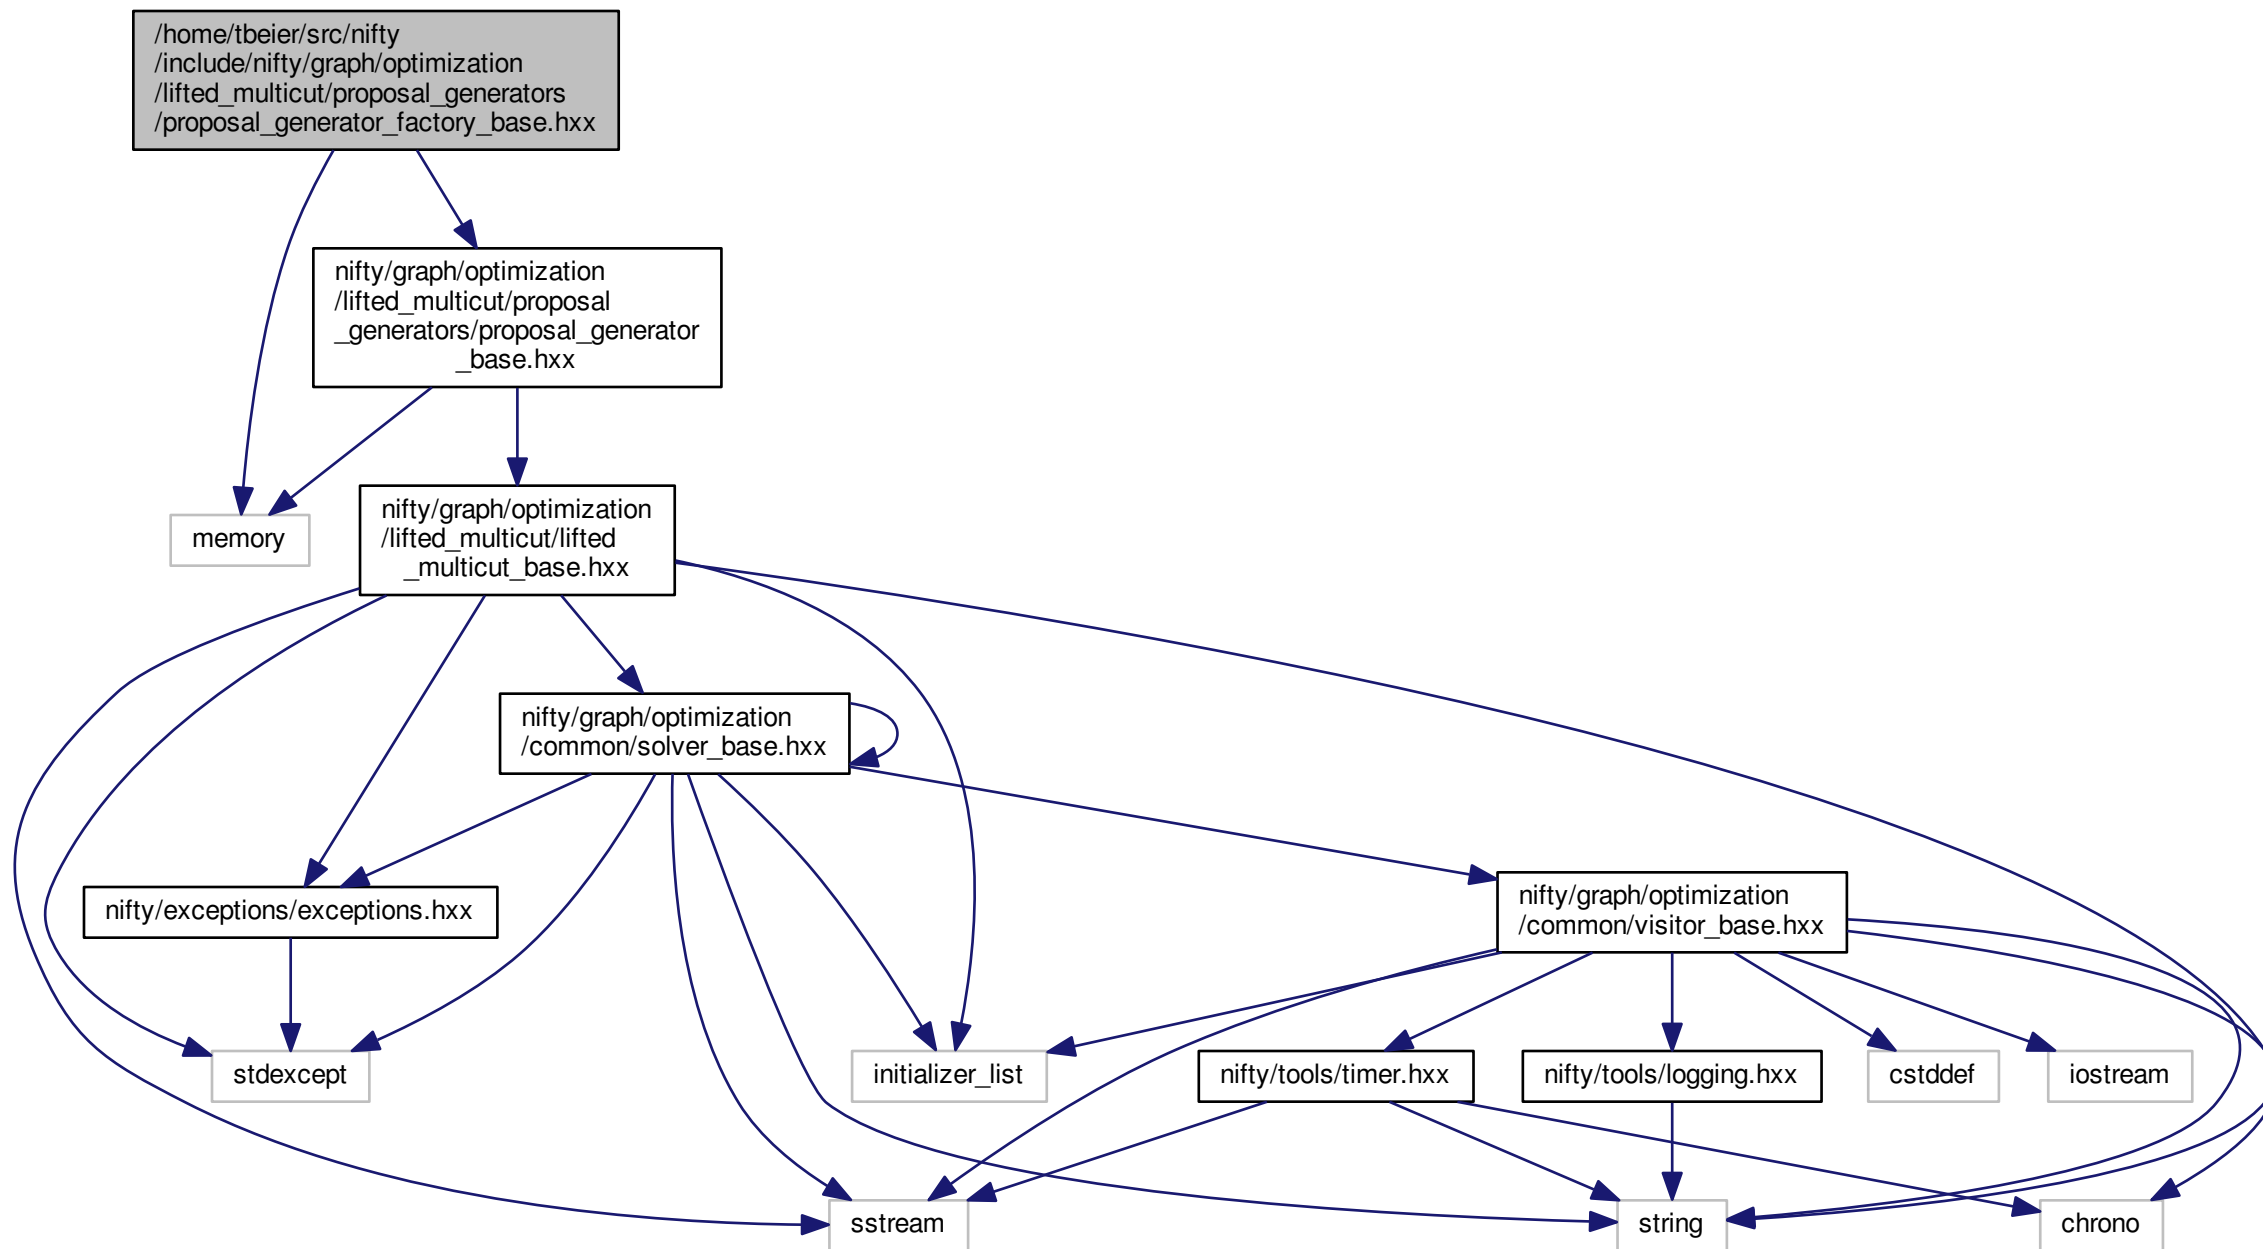 /home/tbeier/src/nifty
/include/nifty/graph/optimization
/lifted_multicut/proposal_generators
/proposal_generator_factory_base.hxx
nifty/graph/optimization
/lifted_multicut/proposal
_generators/proposal_generator
_base.hxx
memory
nifty/graph/optimization
/lifted_multicut/lifted
_multicut_base.hxx
nifty/graph/optimization
/common/solver_base.hxx
nifty/exceptions/exceptions.hxx
nifty/graph/optimization
/common/visitor_base.hxx
stdexcept
initializer_list
nifty/tools/timer.hxx
nifty/tools/logging.hxx
cstddef
iostream
sstream
string
chrono